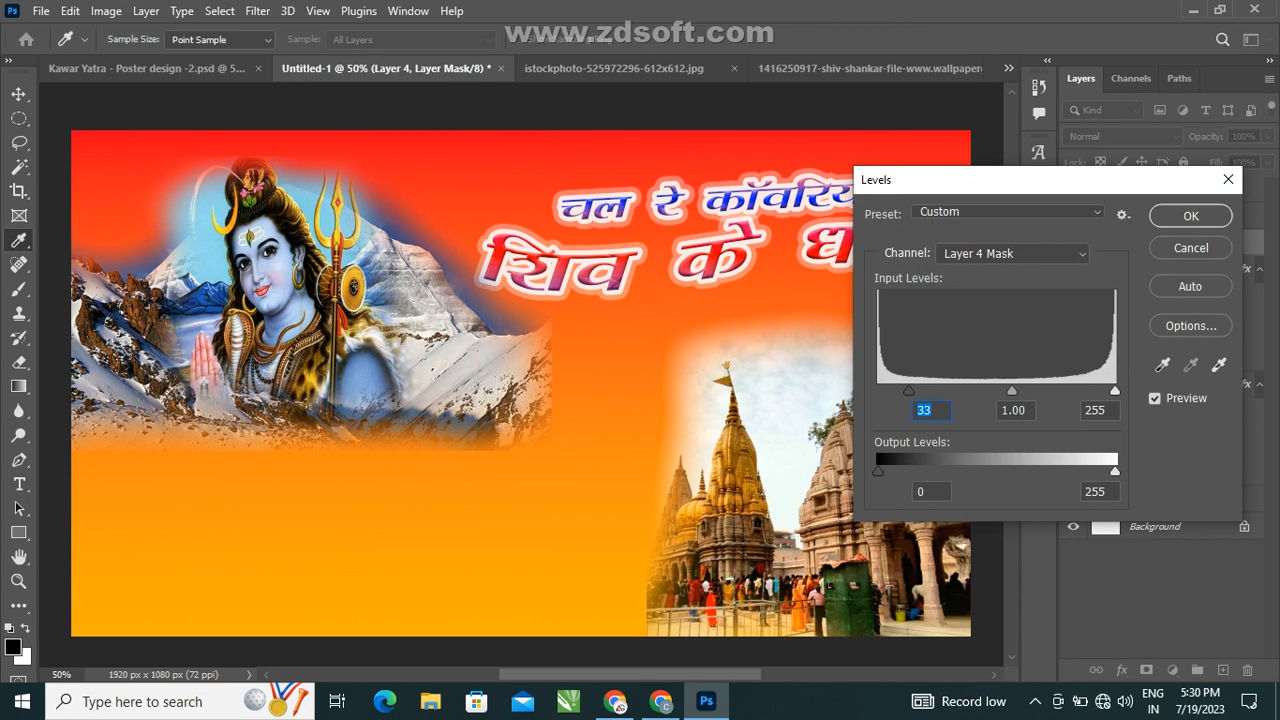 File Edit Image Layer Type Select Filter 3D View Plugins Window Help
www.zdsoft.com
Sample Size: Point Sample Sample: All Layers
Kawar Yatra - Poster design -2.psd @ 5... Untitled-1 @ 50% (Layer 4, Layer Mask/8) * istockphoto-525972296-612x612.jpg 1416250917-shiv-shankar-file-www.wallpaper
Layers Channels Paths
Kind
Normal Opacity: 100%
Lock: 100%
चल रे कॉवरिय
शिव के ध
Levels
Preset: Custom
OK
Channel: Layer 4 Mask
Cancel
Input Levels:
Auto
Options...
Preview
33 1.00 255
Output Levels:
0 255
Background
50% 1920 px x 1080 px (72 ppi)
Type here to search
Record low
ENG
IN
5:30 PM
7/19/2023